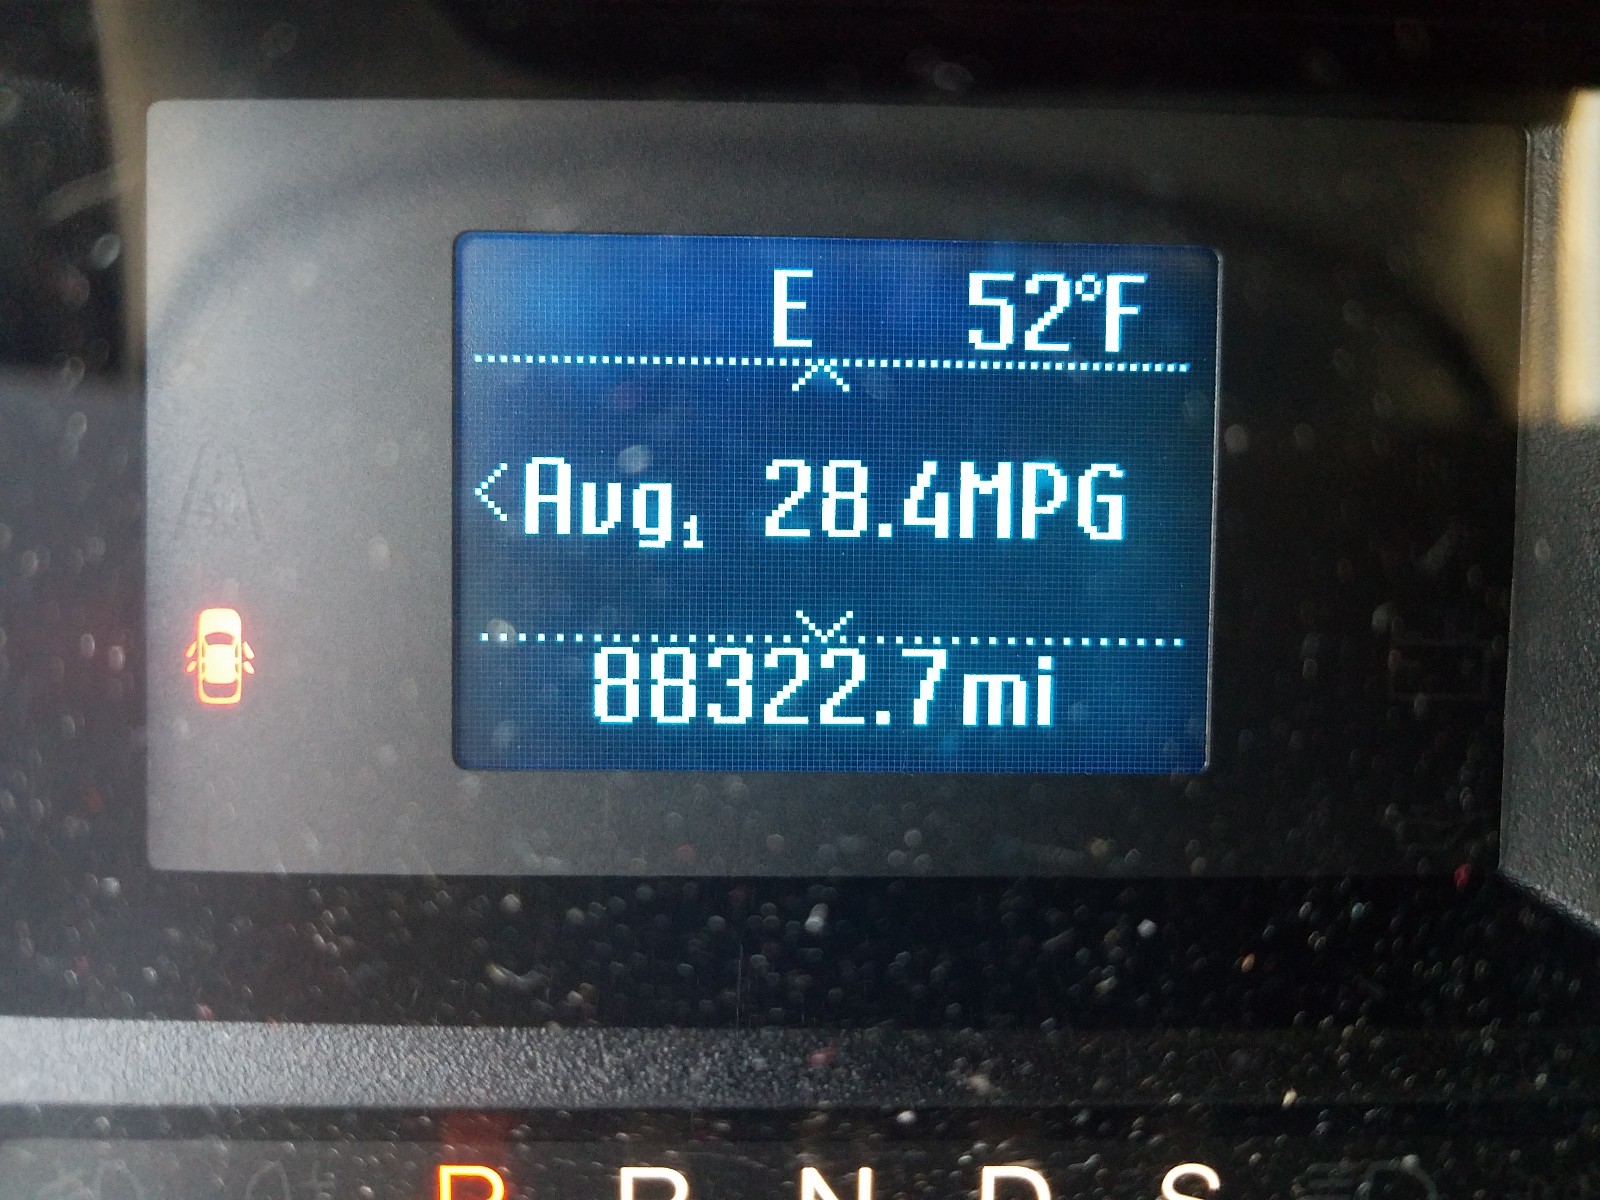 E 52°F
<Avg1 28.4MPG
88322.7mi
P R N D S